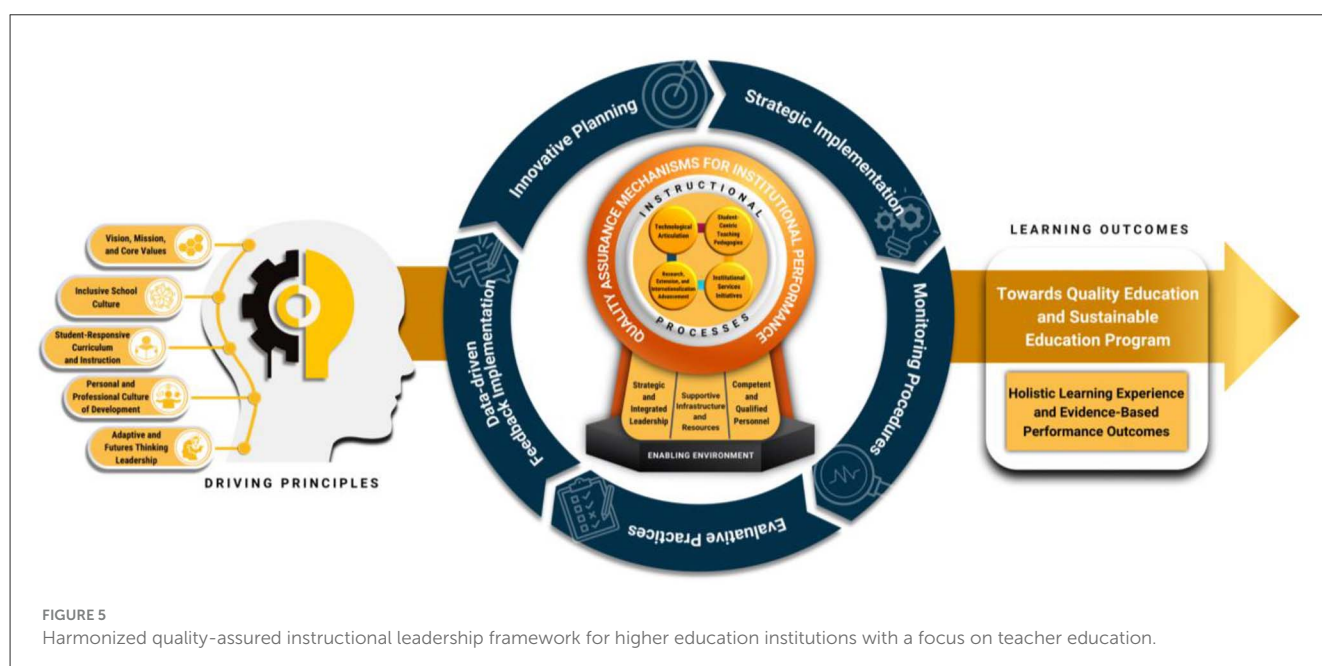 Vision, Mission,
and Core Values
Inclusive School
Culture
Student-Responsive
Curriculum
and Instruction
Personal and
Professional Culture
of Development
Adaptive and
Futures Thinking
Leadership
DRIVING PRINCIPLES
Innovative Planning
Strategic Implementation
Monitoring Procedures
Evaluative Practices
Data-driven
Feedback Implementation
QUALITY ASSURANCE MECHANISMS FOR INSTITUTIONAL PERFORMANCE
INSTRUCTIONAL
Technological
Articulation
Student-
Centric
Teaching
Pedagogies
Research,
Extension, and
Internationalization
Advancement
Institutional
Services
Initiatives
PROCESSES
Strategic
and
Integrated
Leadership
Supportive
Infrastructure
and
Resources
Competent
and
Qualified
Personnel
ENABLING ENVIRONMENT
LEARNING OUTCOMES
Towards Quality Education
and Sustainable
Education Program
Holistic Learning Experience
and Evidence-Based
Performance Outcomes
FIGURE 5
Harmonized quality-assured instructional leadership framework for higher education institutions with a focus on teacher education.